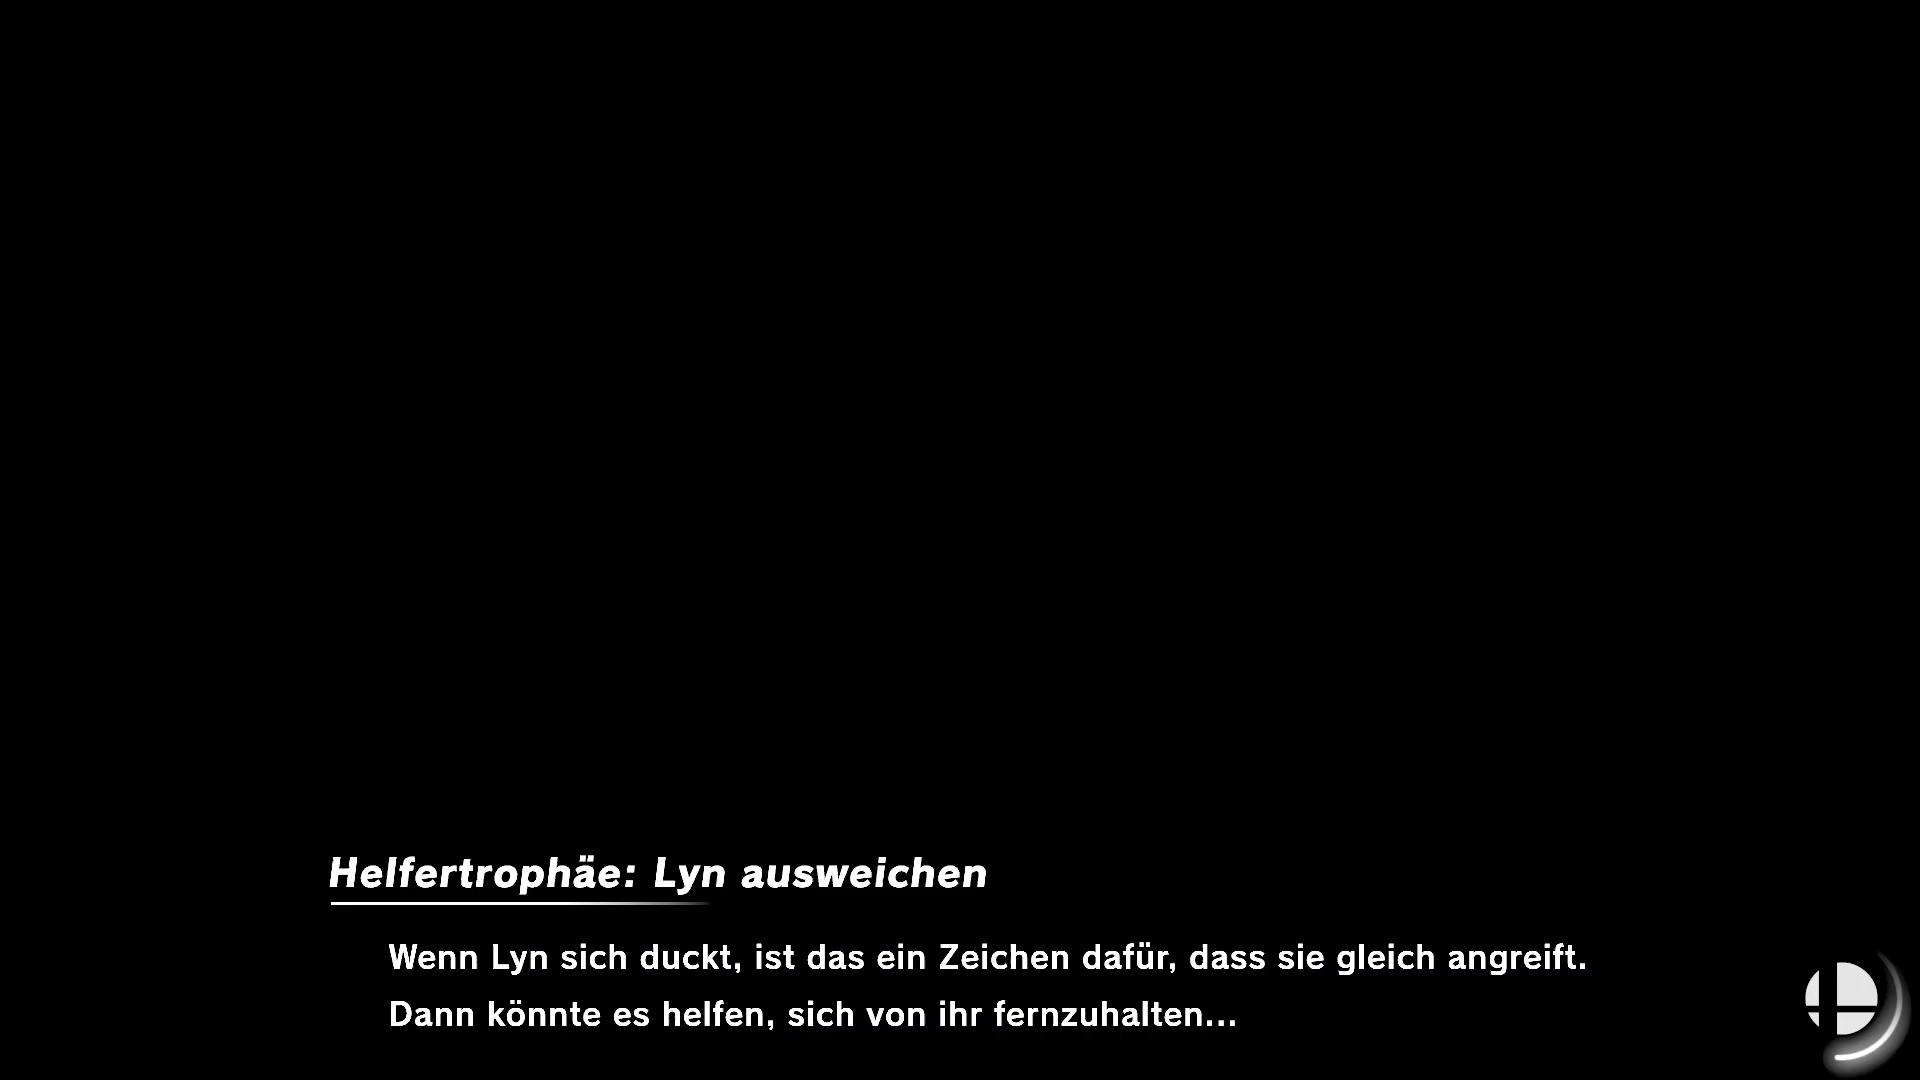 Helfertrophäe: Lyn ausweichen
Wenn Lyn sich duckt, ist das ein Zeichen dafür, dass sie gleich angreift.
Dann könnte es helfen, sich von ihr fernzuhalten...